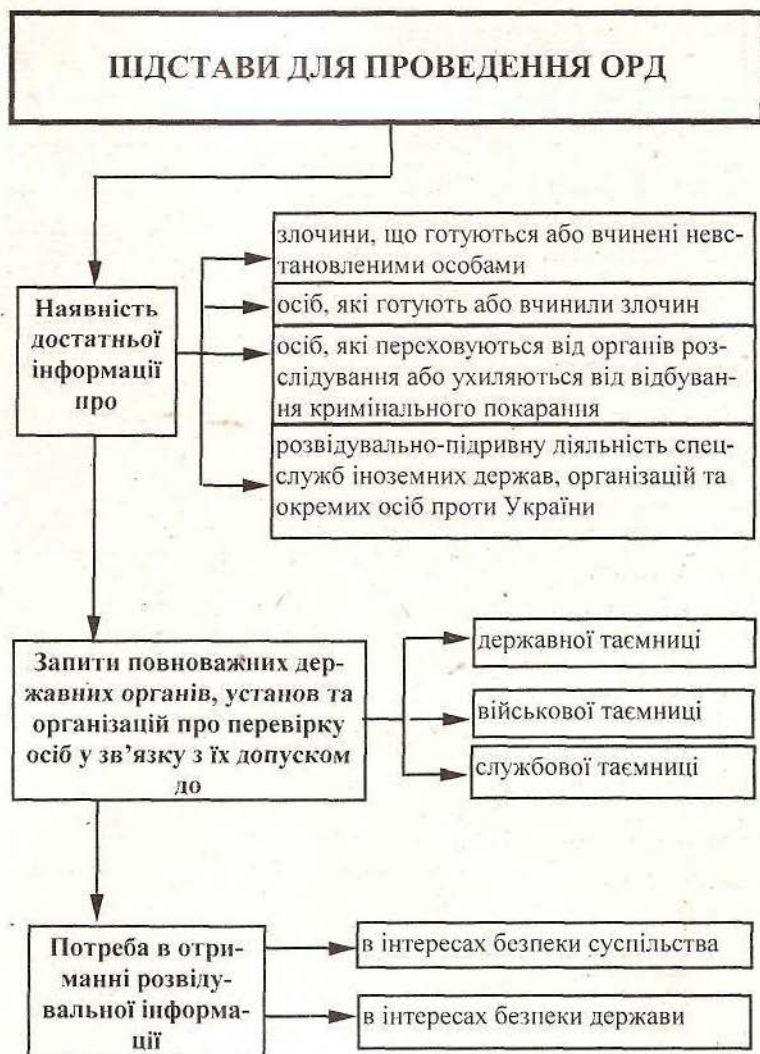 ПІДСТАВИ ДЛЯ ПРОВЕДЕННЯ ОРД
Наявність
достатньої
інформації
про
злочини, що готуються або вчинені невс-
тановленими особами
осіб, які готують або вчинили злочин
осіб, які переховуються від органів роз-
слідування або ухиляються від відбуван-
ня кримінального покарання
розвідувально-підривну діяльність спец-
служб іноземних держав, організацій та
окремих осіб проти України
Запити повноважних дер-
жавних органів, установ та
організацій про перевірку
осіб у зв’язку з їх допуском
до
державної таємниці
військової таємниці
службової таємниці
Потреба в отри-
манні розвіду-
вальної інформа-
ції
в інтересах безпеки суспільства
в інтересах безпеки держави